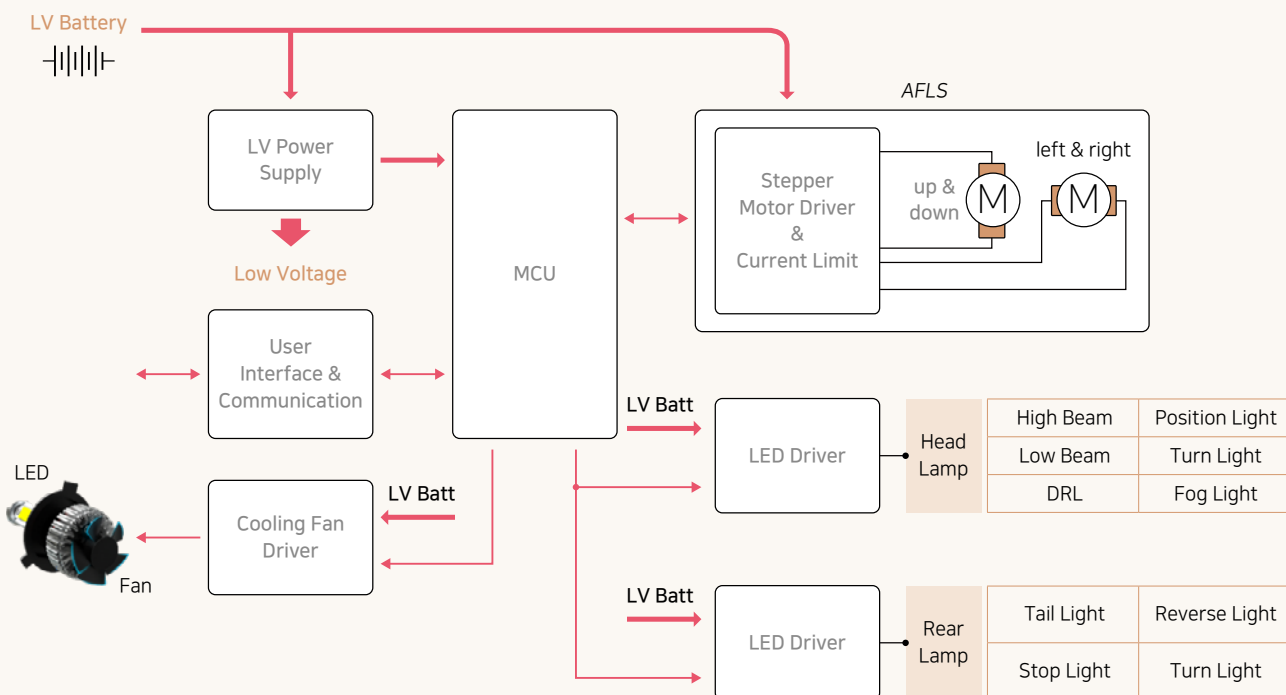 LV Battery
AFLS
LV Power
Supply
MCU
Stepper
Motor Driver
&
Current Limit
up &
down
M
left & right
M
Low Voltage
User
Interface &
Communication
LV Batt
LED Driver
Head
Lamp
High Beam
Position Light
Low Beam
Turn Light
DRL
Fog Light
LED
Fan
Cooling Fan
Driver
LV Batt
LV Batt
LED Driver
Rear
Lamp
Tail Light
Reverse Light
Stop Light
Turn Light